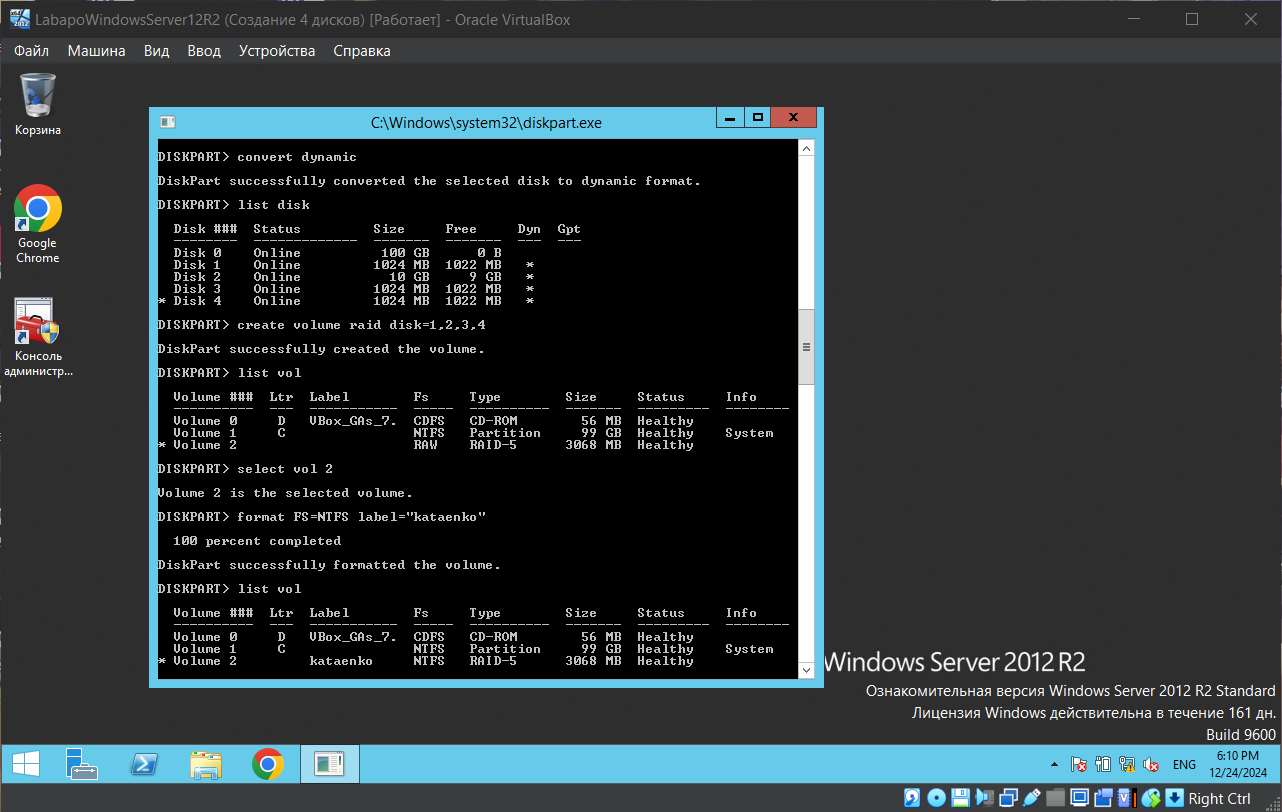 LabapoWindowsServer12R2 (Создание 4 дисков) [Работает] - Oracle VirtualBox
Файл Машина Вид Ввод Устройства Справка
Корзина
Google
Chrome
Консоль
администр...
C:\Windows\system32\diskpart.exe
DISKPART> convert dynamic
DiskPart successfully converted the selected disk to dynamic format.
DISKPART> list disk
Disk ### Status Size Free Dyn Gpt
-------- ------------- ------- ------- --- ---
Disk 0 Online 100 GB 0 B
Disk 1 Online 1024 MB 1022 MB *
Disk 2 Online 10 GB 9 GB *
Disk 3 Online 1024 MB 1022 MB *
* Disk 4 Online 1024 MB 1022 MB *
DISKPART> create volume raid disk=1,2,3,4
DiskPart successfully created the volume.
DISKPART> list vol
Volume ### Ltr Label Fs Type Size Status Info
---------- --- ----------- ----- ---------- ------- --------- --------
Volume 0 D VBox_GAs_7. CDFS CD-ROM 56 MB Healthy
Volume 1 C NTFS Partition 99 GB Healthy System
* Volume 2 RAW RAID-5 3068 MB Healthy
DISKPART> select vol 2
Volume 2 is the selected volume.
DISKPART> format FS=NTFS label="kataenko"
100 percent completed
DiskPart successfully formatted the volume.
DISKPART> list vol
Volume ### Ltr Label Fs Type Size Status Info
---------- --- ----------- ----- ---------- ------- --------- --------
Volume 0 D VBox_GAs_7. CDFS CD-ROM 56 MB Healthy
Volume 1 C NTFS Partition 99 GB Healthy System
* Volume 2 kataenko NTFS RAID-5 3068 MB Healthy
Windows Server 2012 R2
Ознакомительная версия Windows Server 2012 R2 Standard
Лицензия Windows действительна в течение 161 дн.
Build 9600
ENG
6:10 PM
12/24/2024
Right Ctrl